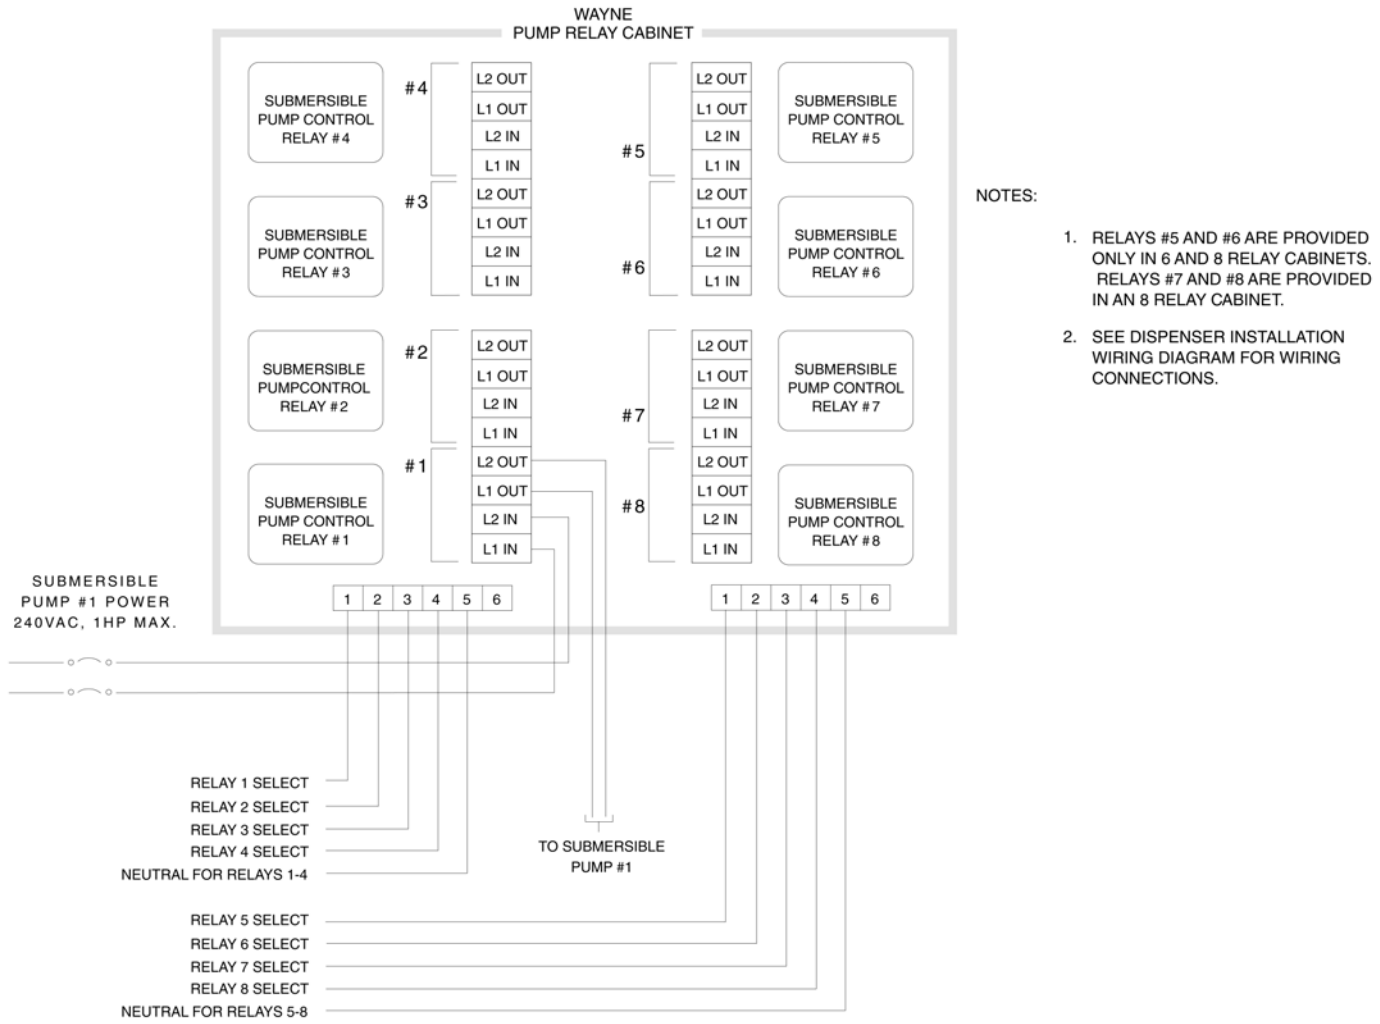 WAYNE
PUMP RELAY CABINET
SUBMERSIBLE
PUMP CONTROL
RELAY #4
#4
L2 OUT
L1 OUT
L2 IN
L1 IN
SUBMERSIBLE
PUMP CONTROL
RELAY #3
#3
L2 OUT
L1 OUT
L2 IN
L1 IN
SUBMERSIBLE
PUMPCONTROL
RELAY #2
#2
L2 OUT
L1 OUT
L2 IN
L1 IN
SUBMERSIBLE
PUMP CONTROL
RELAY #1
#1
L2 OUT
L1 OUT
L2 IN
L1 IN
1 2 3 4 5 6
#5
L2 OUT
L1 OUT
L2 IN
L1 IN
SUBMERSIBLE
PUMP CONTROL
RELAY #5
#6
L2 OUT
L1 OUT
L2 IN
L1 IN
SUBMERSIBLE
PUMP CONTROL
RELAY #6
#7
L2 OUT
L1 OUT
L2 IN
L1 IN
SUBMERSIBLE
PUMP CONTROL
RELAY #7
#8
L2 OUT
L1 OUT
L2 IN
L1 IN
SUBMERSIBLE
PUMP CONTROL
RELAY #8
1 2 3 4 5 6
SUBMERSIBLE
PUMP #1 POWER
240VAC, 1HP MAX.
RELAY 1 SELECT
RELAY 2 SELECT
RELAY 3 SELECT
RELAY 4 SELECT
NEUTRAL FOR RELAYS 1-4
TO SUBMERSIBLE
PUMP #1
RELAY 5 SELECT
RELAY 6 SELECT
RELAY 7 SELECT
RELAY 8 SELECT
NEUTRAL FOR RELAYS 5-8
NOTES:
1. RELAYS #5 AND #6 ARE PROVIDED
ONLY IN 6 AND 8 RELAY CABINETS.
RELAYS #7 AND #8 ARE PROVIDED
IN AN 8 RELAY CABINET.
2. SEE DISPENSER INSTALLATION
WIRING DIAGRAM FOR WIRING
CONNECTIONS.